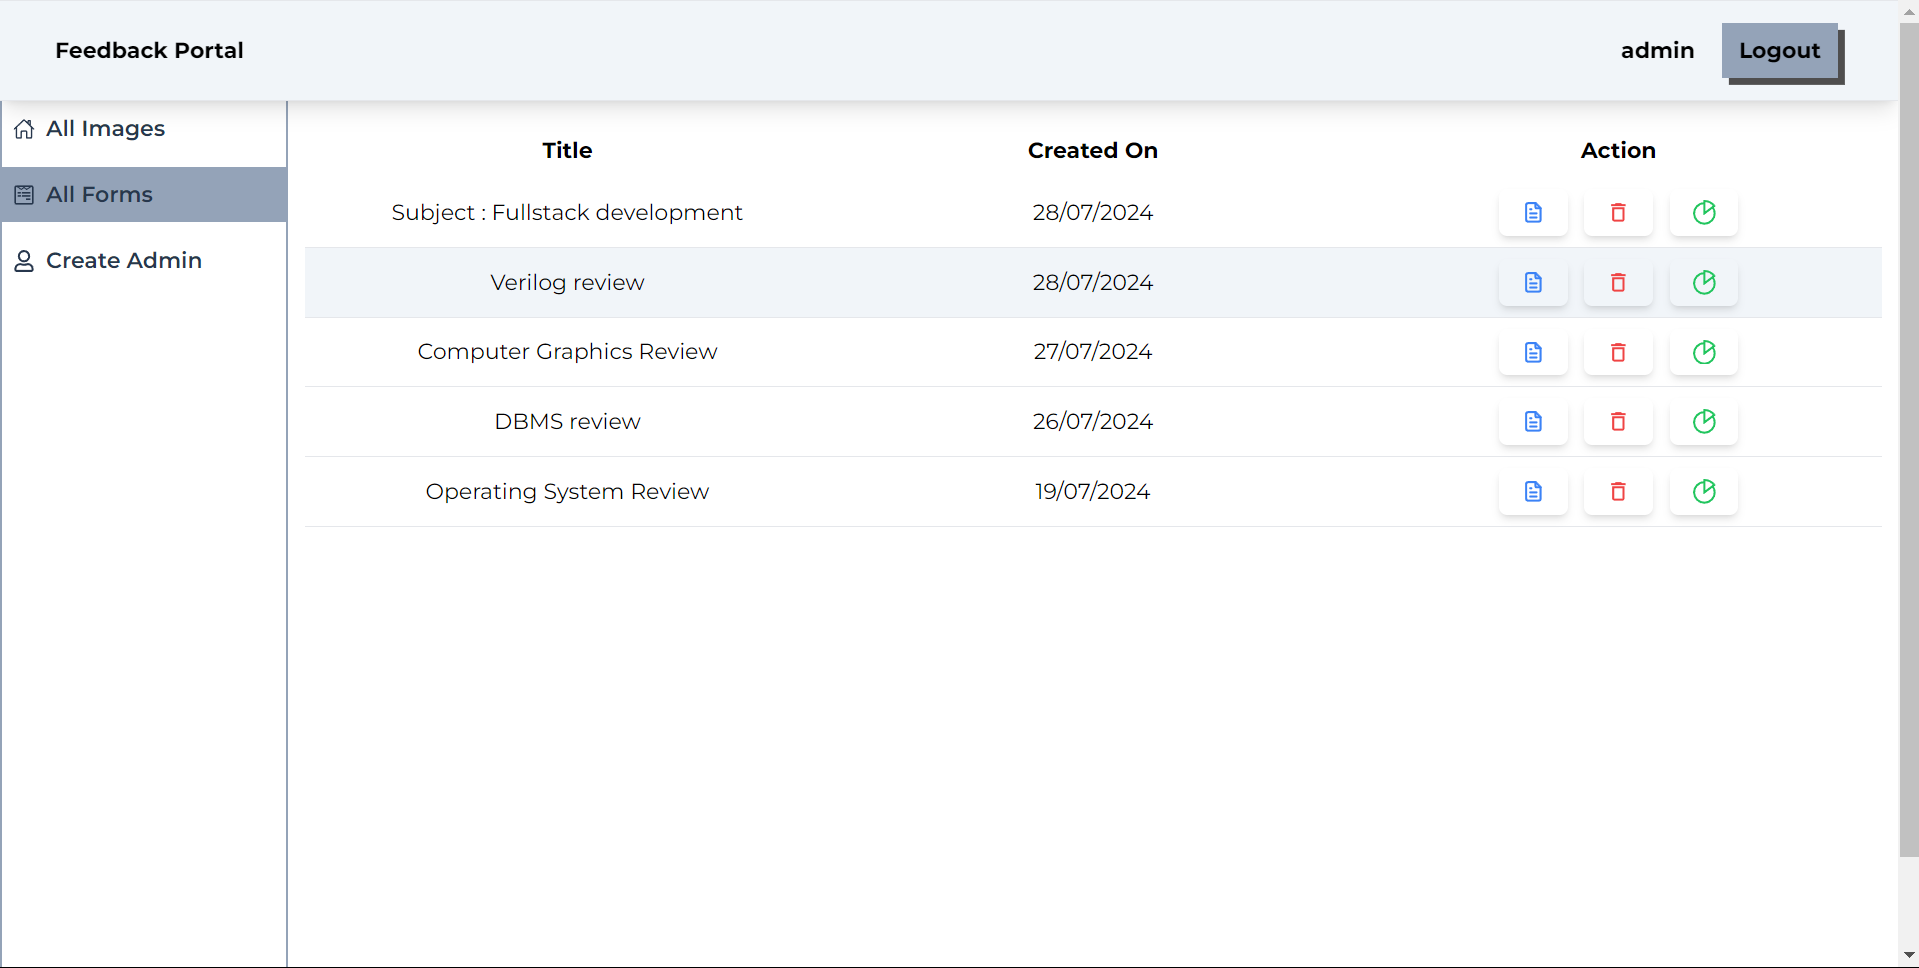 Feedback Portal
admin
Logout
All Images
All Forms
Create Admin
Title Created On Action
Subject : Fullstack development 28/07/2024
Verilog review 28/07/2024
Computer Graphics Review 27/07/2024
DBMS review 26/07/2024
Operating System Review 19/07/2024